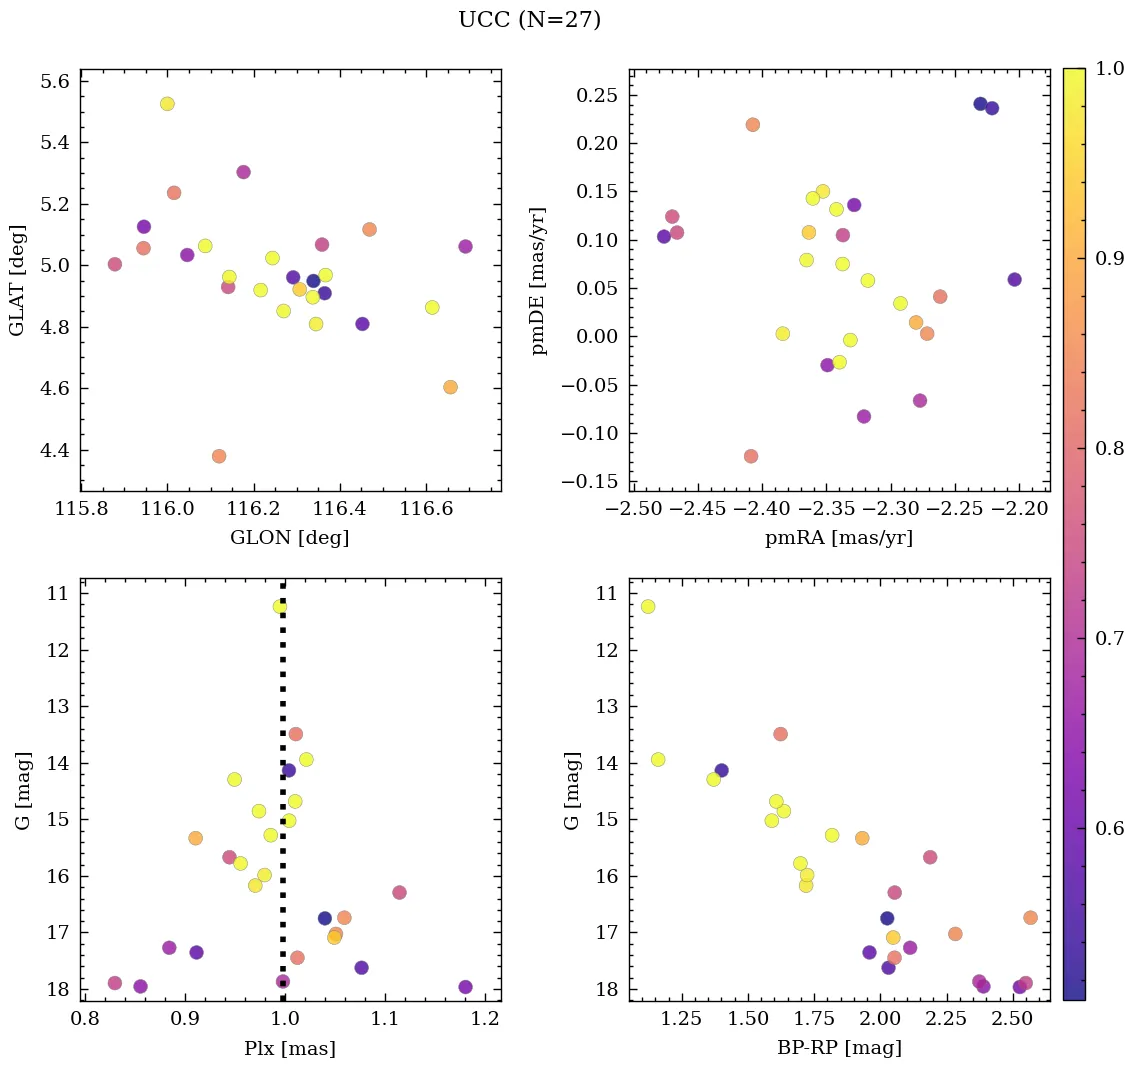 UCC (N=27)
5.6
5.4
5.2
5.0
4.8
4.6
4.4
GLAT [deg]
115.8 116.0 116.2 116.4 116.6
GLON [deg]
0.25
0.20
0.15
0.10
0.05
0.00
−0.05
−0.10
−0.15
pmDE [mas/yr]
−2.50 −2.45 −2.40 −2.35 −2.30 −2.25 −2.20
pmRA [mas/yr]
1.0
0.9
0.8
0.7
0.6
11
12
13
14
15
16
17
18
G [mag]
0.8 0.9 1.0 1.1 1.2
Plx [mas]
11
12
13
14
15
16
17
18
G [mag]
1.25 1.50 1.75 2.00 2.25 2.50
BP-RP [mag]